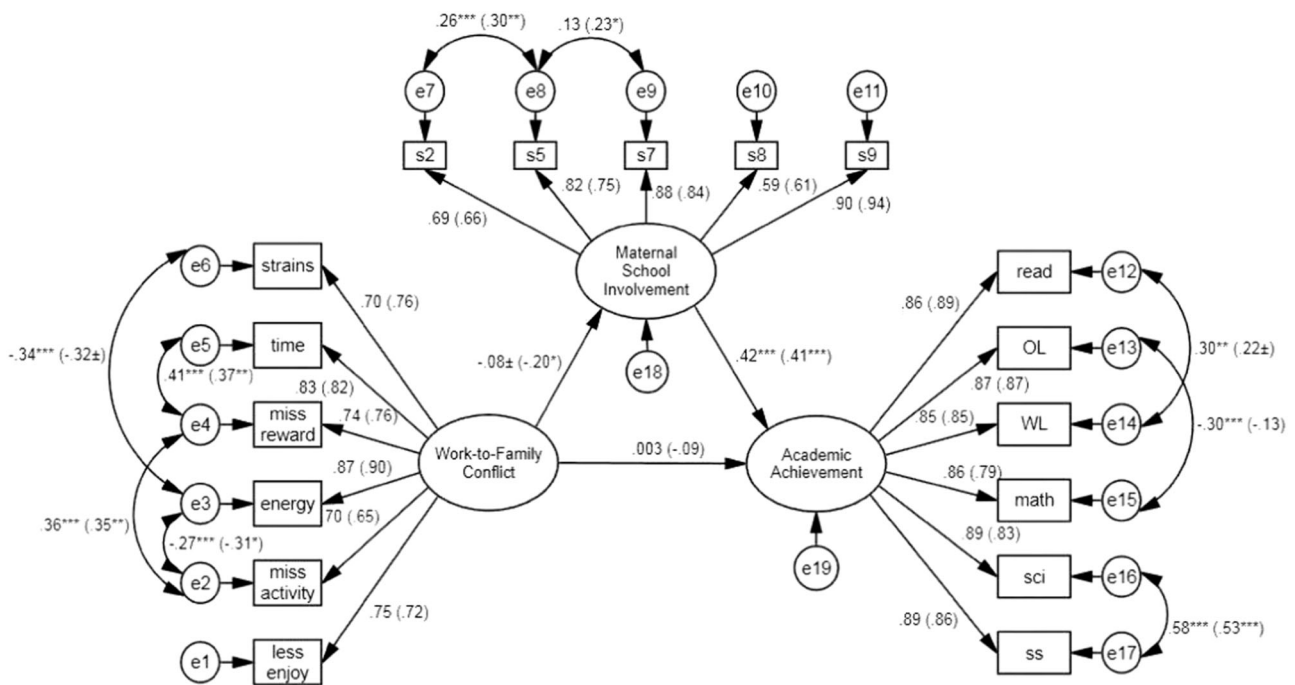 .26*** (.30**)
.13 (.23*)
e7
e8
e9
e10
e11
s2
s5
s7
s8
s9
.69 (.66)
.82 (.75)
.88 (.84)
.59 (.61)
.90 (.94)
Maternal
School
Involvement
e18
e6
strains
.70 (.76)
-.34*** (-.32±)
e5
time
.41*** (.37**)
.83 (.82)
e4
miss
reward
.74 (.76)
-.08± (-.20*)
.42*** (.41***)
Work-to-Family
Conflict
.003 (-.09)
Academic
Achievement
e19
e3
energy
.87 (.90)
.36*** (.35**)
-.27*** (-.31*)
.70 (.65)
e2
miss
activity
.75 (.72)
e1
less
enjoy
read
e12
.86 (.89)
OL
e13
.30** (.22±)
.87 (.87)
WL
e14
.85 (.85)
-.30*** (-.13)
math
e15
.86 (.79)
sci
e16
.89 (.83)
ss
e17
.89 (.86)
.58*** (.53***)